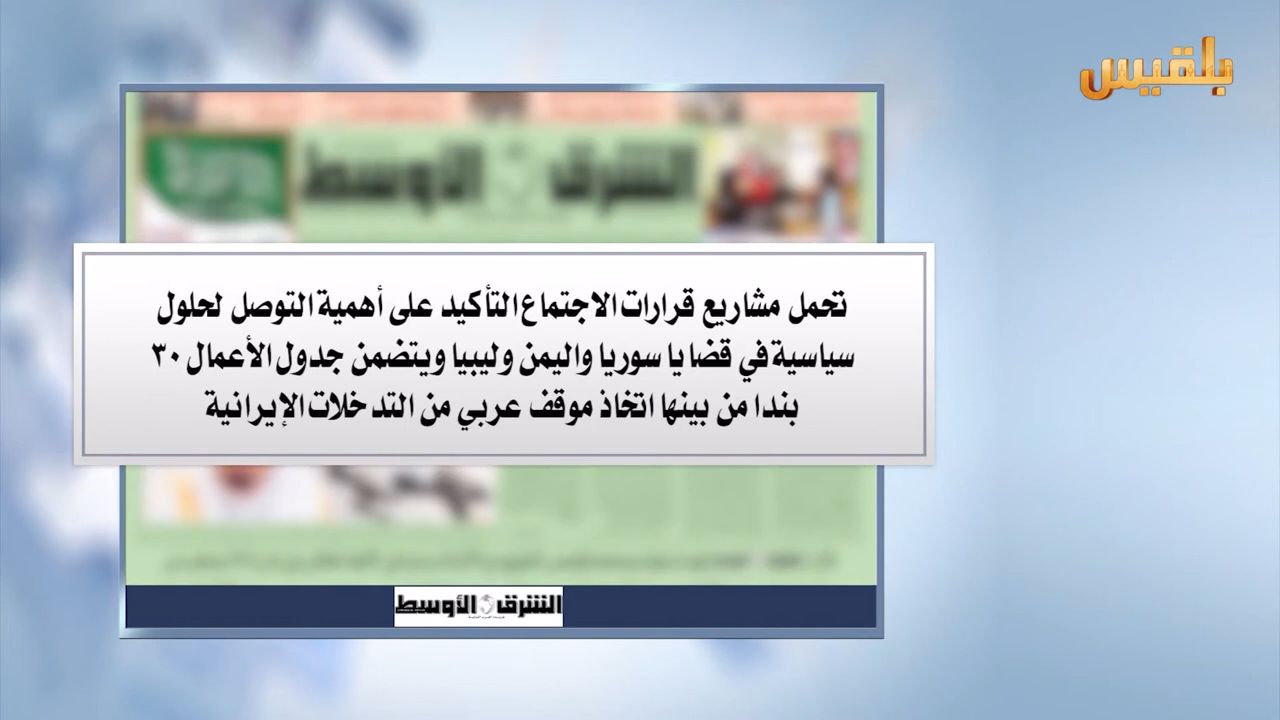 بلقيس
الشرق الأوسط
تحمل مشاريع قرارات الاجتماع التأكيد على أهمية التوصل لحلول
سياسية في قضايا سوريا واليمن وليبيا ويتضمن جدول الأعمال ٣٠
بندا من بينها اتخاذ موقف عربي من التدخلات الإيرانية
الشرق الأوسط